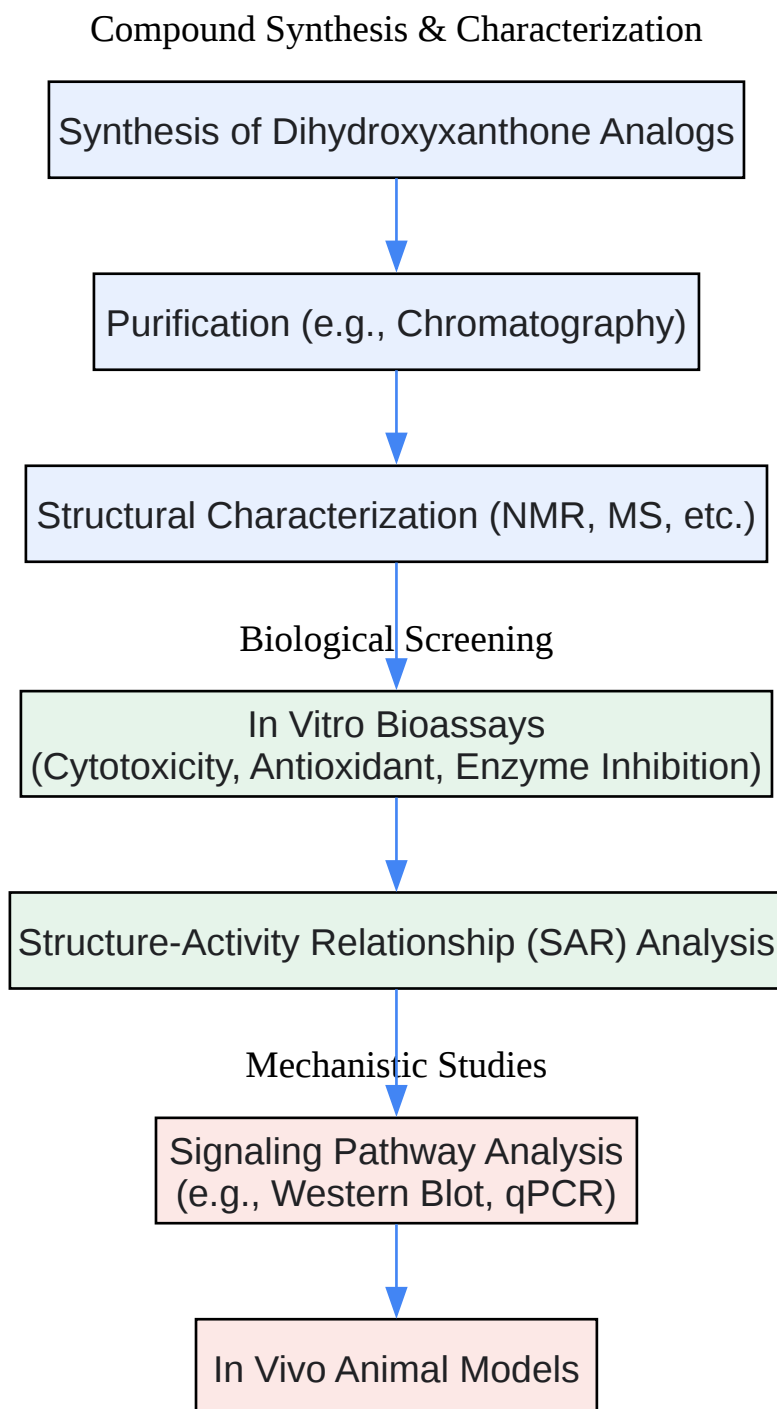 Compound Synthesis & Characterization
Synthesis of Dihydroxyxanthone Analogs
Purification (e.g., Chromatography)
Structural Characterization (NMR, MS, etc.)
Biological Screening
In Vitro Bioassays
(Cytotoxicity, Antioxidant, Enzyme Inhibition)
Structure-Activity Relationship (SAR) Analysis
Mechanistic Studies
Signaling Pathway Analysis
(e.g., Western Blot, qPCR)
In Vivo Animal Models